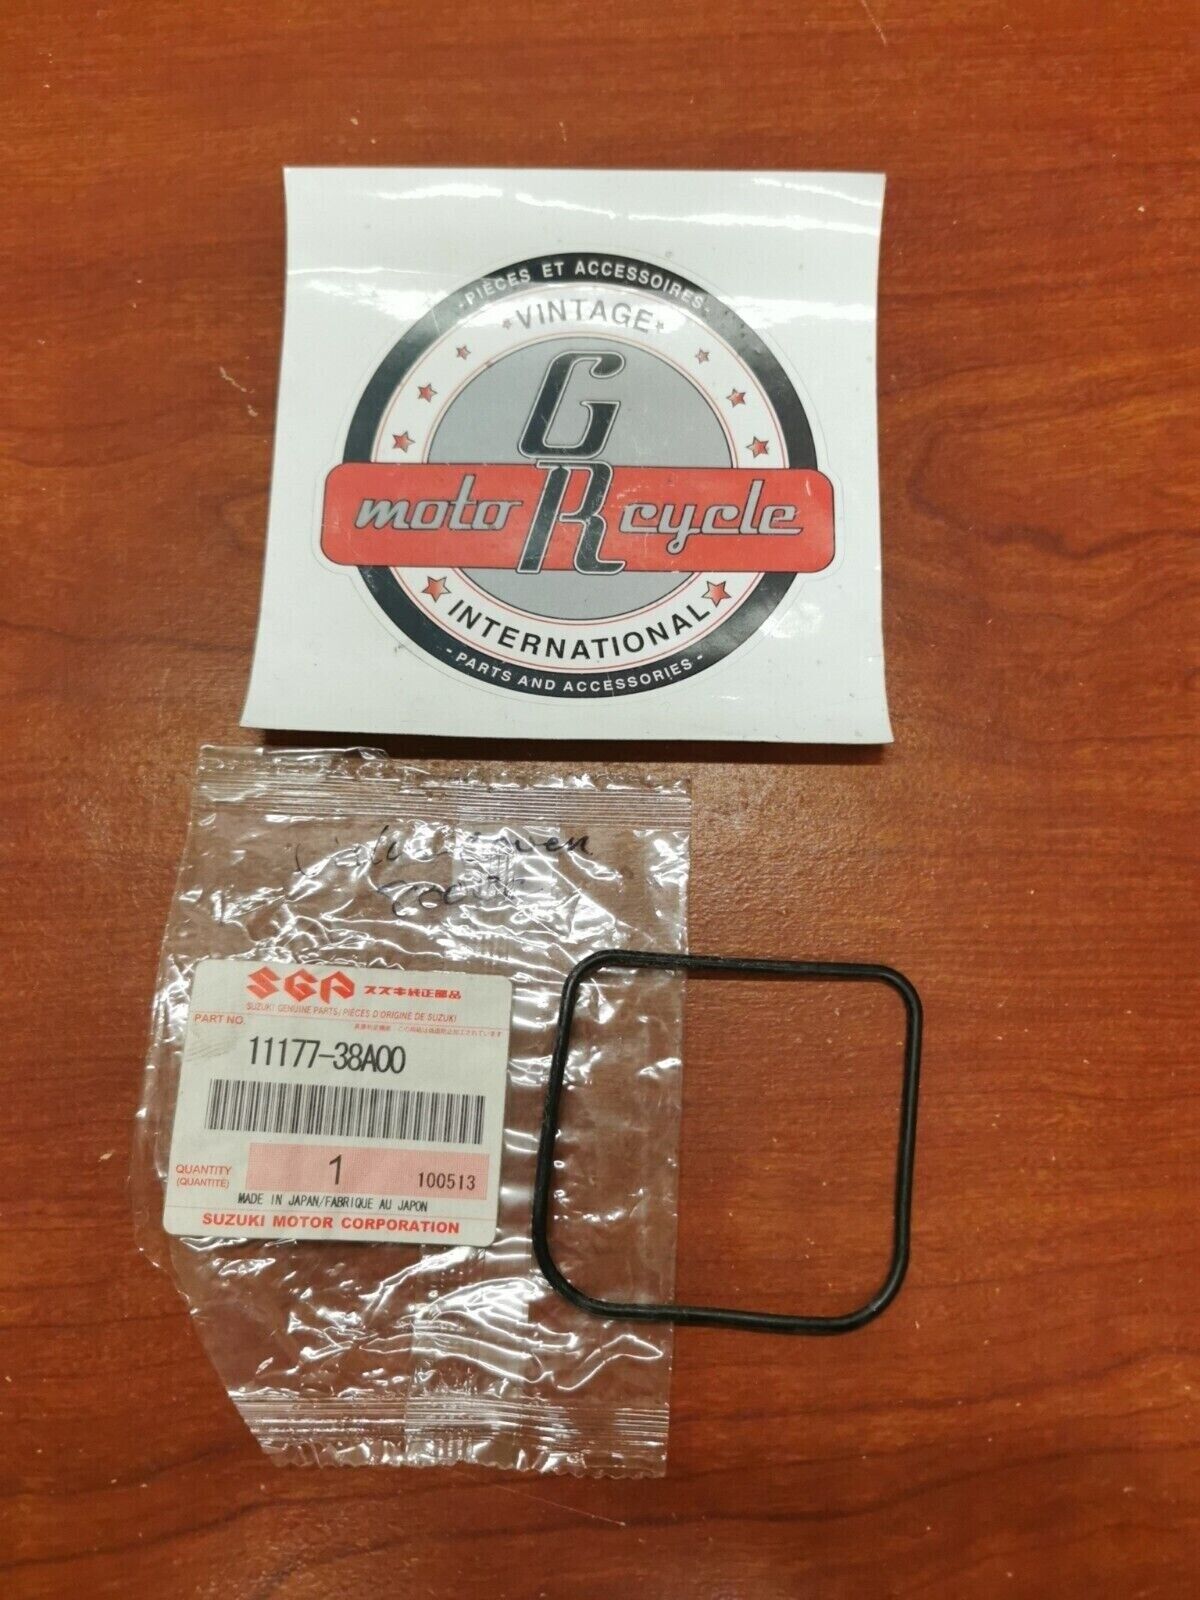 -PIÈCES ET ACCESSOIRES-
VINTAGE
G
motoRcycle
INTERNATIONAL
-PARTS AND ACCESSORIES-
SGP スズキ純正部品
SUZUKI GENUINE PARTS/PIÈCES D'ORIGINE DE SUZUKI
PART NO.
11177-38A00
QUANTITY
(QUANTITÉ)
1
100513
MADE IN JAPAN/FABRIQUE AU JAPON
SUZUKI MOTOR CORPORATION